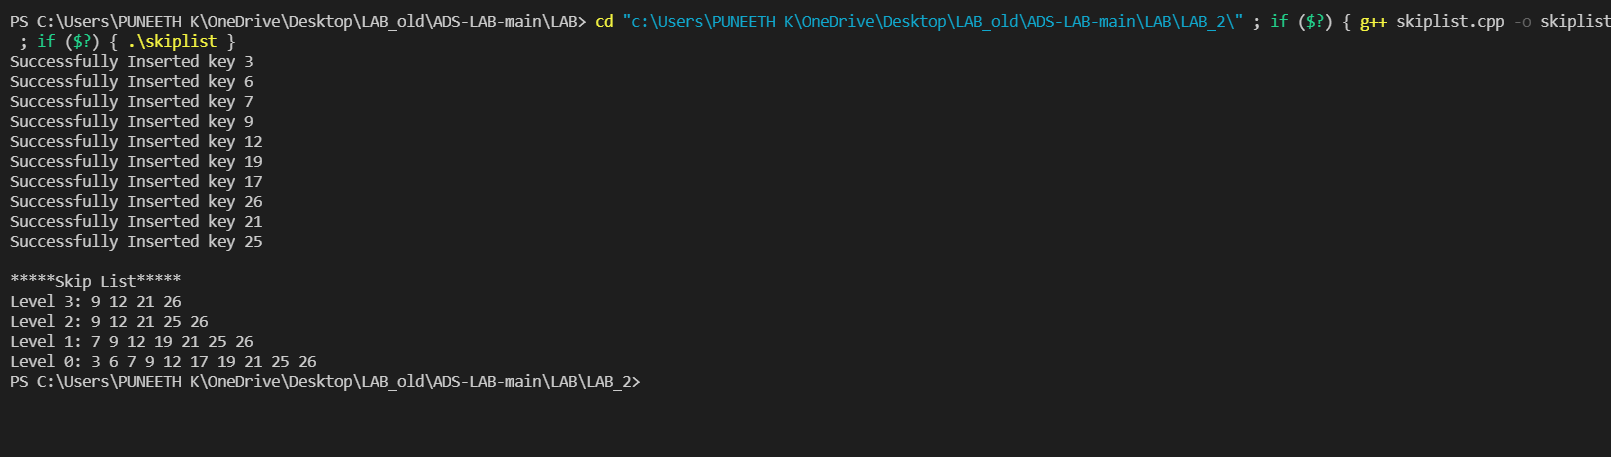 PS C:\Users\PUNEETH K\OneDrive\Desktop\LAB_old\ADS-LAB-main\LAB> cd "c:\Users\PUNEETH K\OneDrive\Desktop\LAB_old\ADS-LAB-main\LAB\LAB_2\" ; if ($?) { g++ skiplist.cpp -o skiplist
 ; if ($?) { .\skiplist }
Successfully Inserted key 3
Successfully Inserted key 6
Successfully Inserted key 7
Successfully Inserted key 9
Successfully Inserted key 12
Successfully Inserted key 19
Successfully Inserted key 17
Successfully Inserted key 26
Successfully Inserted key 21
Successfully Inserted key 25

*****Skip List*****
Level 3: 9 12 21 26
Level 2: 9 12 21 25 26
Level 1: 7 9 12 19 21 25 26
Level 0: 3 6 7 9 12 17 19 21 25 26
PS C:\Users\PUNEETH K\OneDrive\Desktop\LAB_old\ADS-LAB-main\LAB\LAB_2>